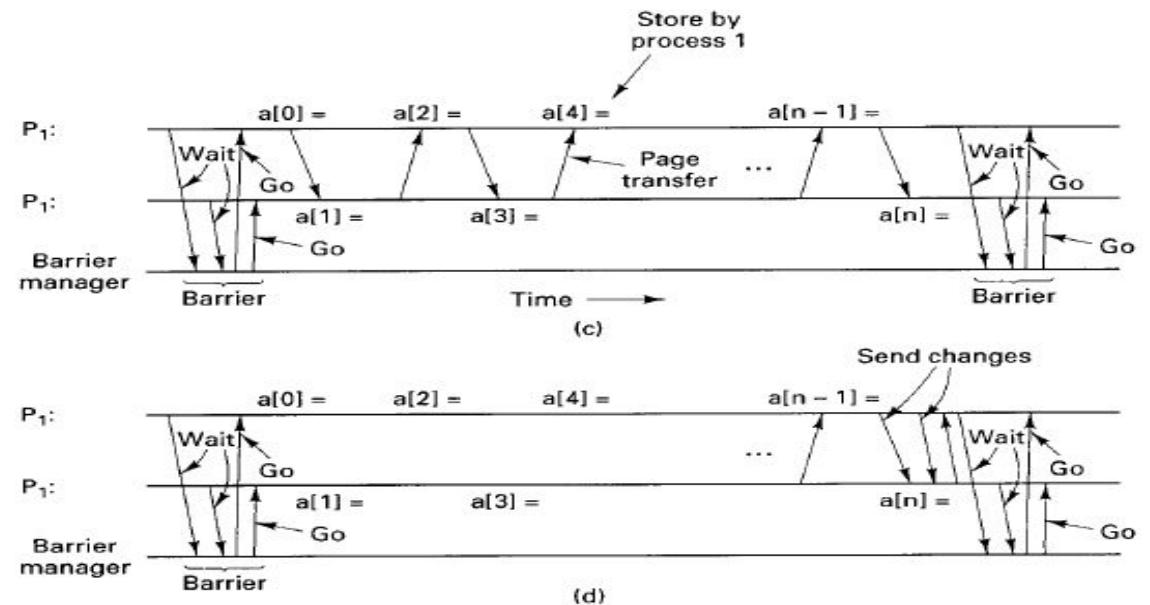 Store by
process 1
a[0] = a[2] = a[4] = a[n – 1] =
P₁:
Wait Go Page
transfer ... Wait Go
P₁:
a[1] = a[3] = a[n] =
Go Go
Barrier
manager
Barrier Time Barrier
(c)
Send changes
a[0] = a[2] = a[4] = a[n – 1] =
P₁:
Wait Go ... Wait Go
P₁:
a[1] = a[3] = a[n] =
Go Go
Barrier
manager
Barrier
(d)